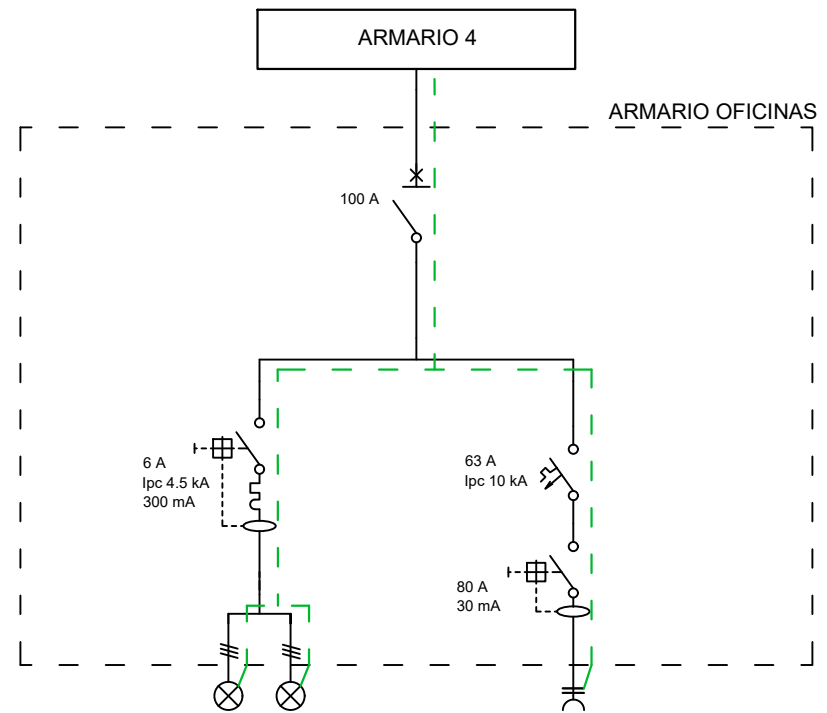 ARMARIO 4
ARMARIO OFICINAS
100 A
6 A
Ipc 4.5 kA
300 mA
63 A
Ipc 10 kA
80 A
30 mA